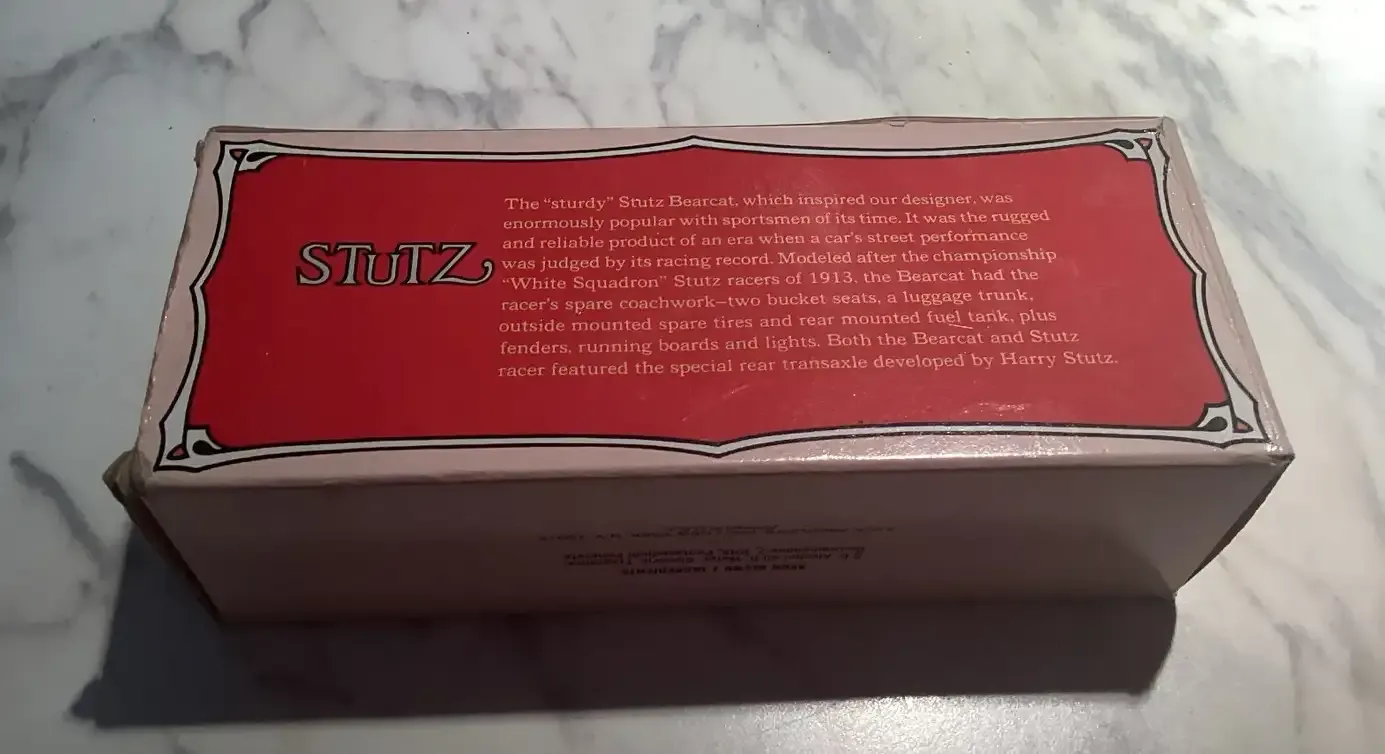 STUTZ
The “sturdy” Stutz Bearcat, which inspired our designer, was
enormously popular with sportsmen of its time. It was the rugged
and reliable product of an era when a car's street performance
was judged by its racing record. Modeled after the championship
“White Squadron” Stutz racers of 1913, the Bearcat had the
racer's spare coachwork—two bucket seats, a luggage trunk,
outside mounted spare tires and rear mounted fuel tank, plus
fenders, running boards and lights. Both the Bearcat and Stutz
racer featured the special rear transaxle developed by Harry Stutz.